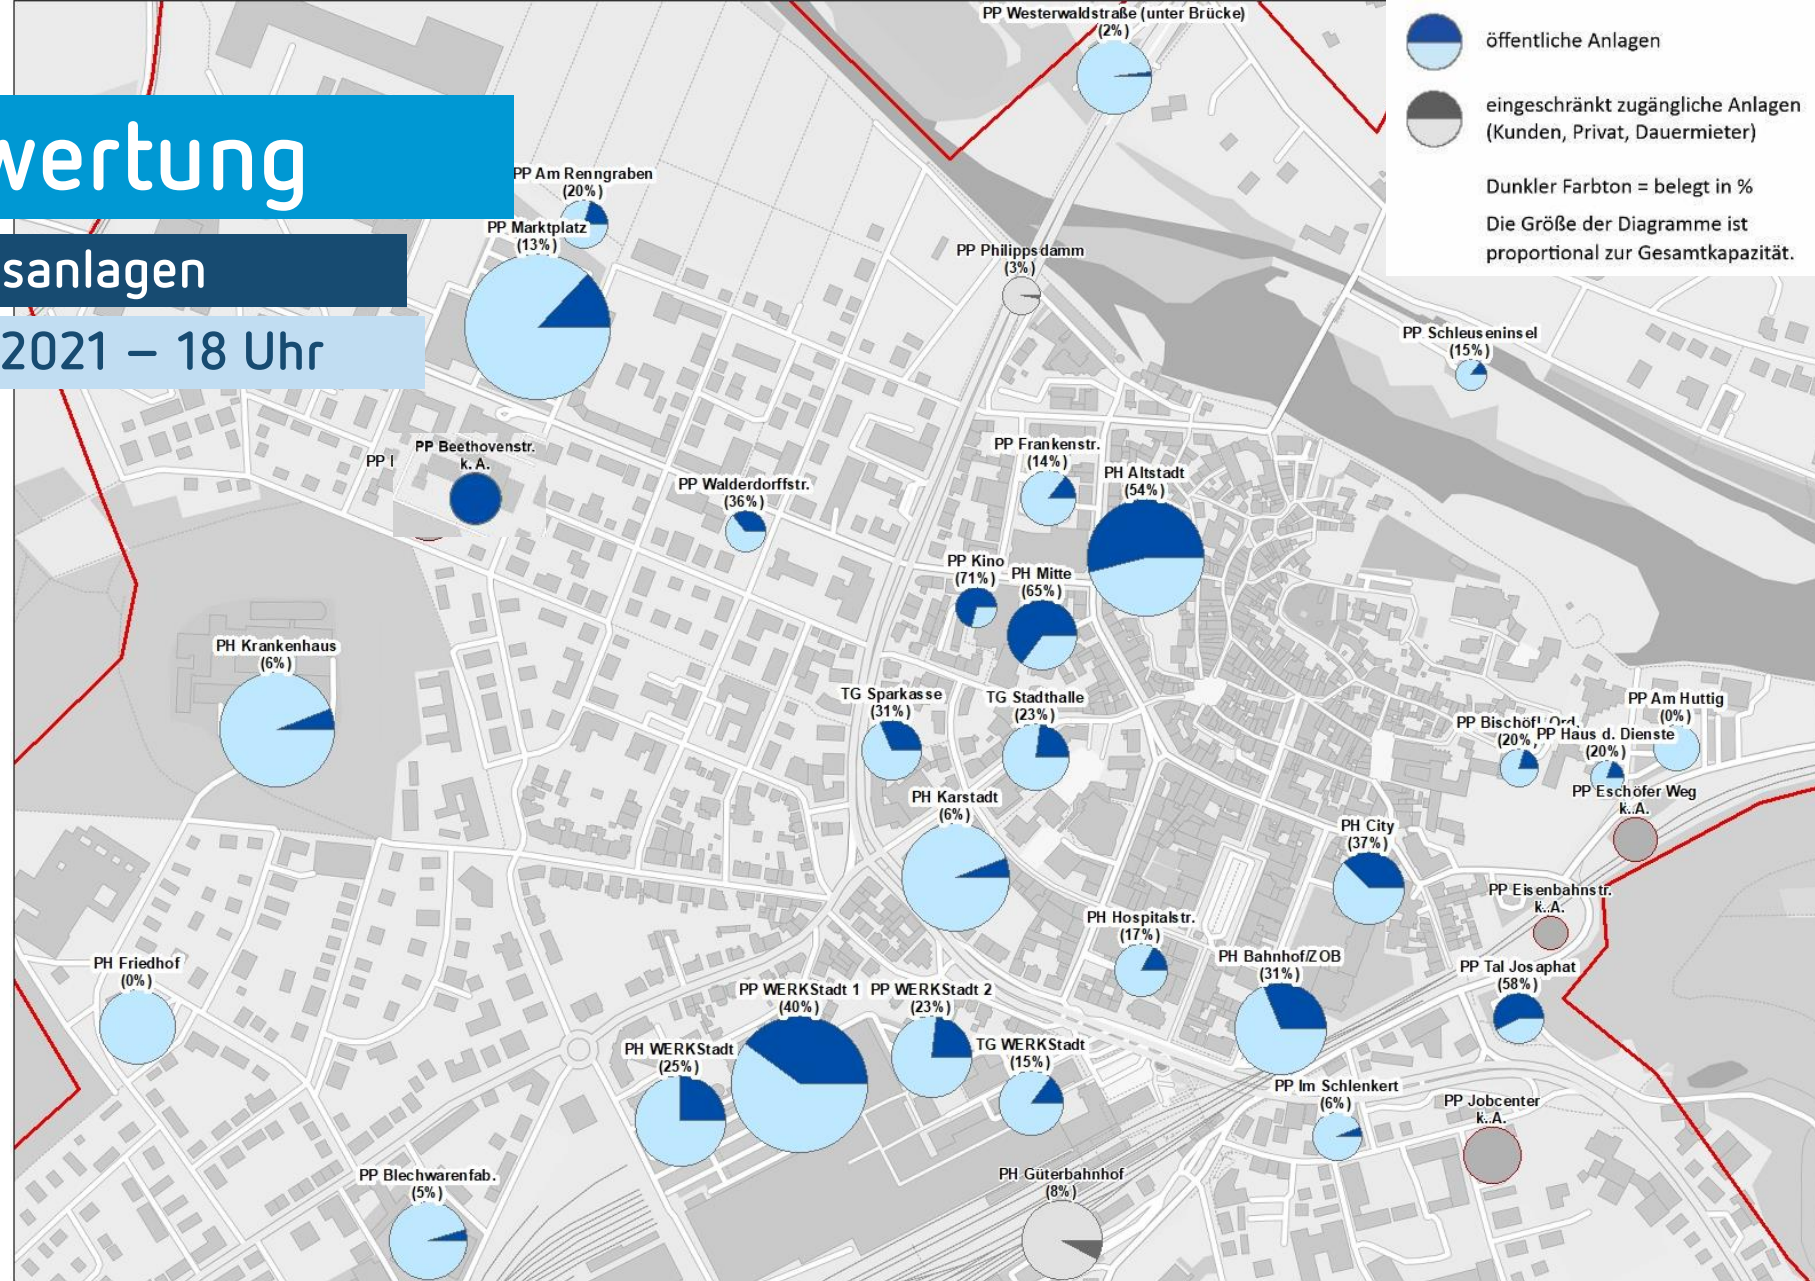 wertung
sanlagen
2021 – 18 Uhr
öffentliche Anlagen
eingeschränkt zugängliche Anlagen
(Kunden, Privat, Dauermieter)
Dunkler Farbton = belegt in %
Die Größe der Diagramme ist
proportional zur Gesamtkapazität.
PP Westerwaldstraße (unter Brücke)
(2%)
PP Am Renngraben
(20%)
PP Marktplatz
(13%)
PP Philippsdamm
(3%)
PP Schleuseninsel
(15%)
PP Beethovenstr.
k.A.
PP
PP Walderdorffstr.
(36%)
PP Frankenstr.
(14%)
PH Altstadt
(54%)
PP Kino
(71%)
PH Mitte
(65%)
PH Krankenhaus
(6%)
TG Sparkasse
(31%)
TG Stadthalle
(23%)
PP Am Huttig
(0%)
PP Bischöfl. Ord.
(20%)
PP Haus d. Dienste
(20%)
PP Eschöfer Weg
k.A.
PH Karstadt
(6%)
PH City
(37%)
PP Eisenbahnstr.
k.A.
PH Hospitalstr.
(17%)
PH Bahnhof/ZOB
(31%)
PP Tal Josaphat
(58%)
PH Friedhof
(0%)
PP WERKStadt 1
(40%)
PP WERKStadt 2
(23%)
PH WERKStadt
(25%)
TG WERKStadt
(15%)
PP Im Schlenkert
(6%)
PP Jobcenter
k.A.
PP Blechwarenfab.
(5%)
PH Güterbahnhof
(8%)